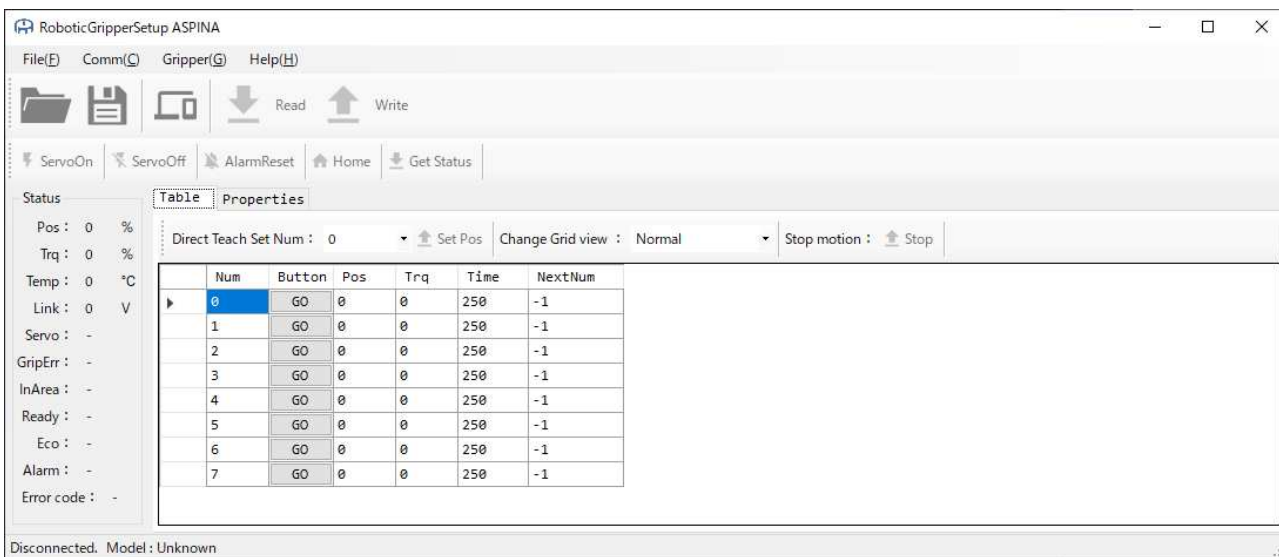 RoboticGripperSetup ASPINA
File(F) Comm(C) Gripper(G) Help(H)
Read Write
ServoOn ServoOff AlarmReset Home Get Status
Status
Pos： 0 %
Trq： 0 %
Temp： 0 °C
Link： 0 V
Servo： -
GripErr： -
InArea： -
Ready： -
Eco： -
Alarm： -
Error code： -
Table Properties
Direct Teach Set Num： 0 Set Pos Change Grid view ： Normal Stop motion： Stop
Num Button Pos Trq Time NextNum
0 GO 0 0 250 -1
1 GO 0 0 250 -1
2 GO 0 0 250 -1
3 GO 0 0 250 -1
4 GO 0 0 250 -1
5 GO 0 0 250 -1
6 GO 0 0 250 -1
7 GO 0 0 250 -1
Disconnected. Model : Unknown